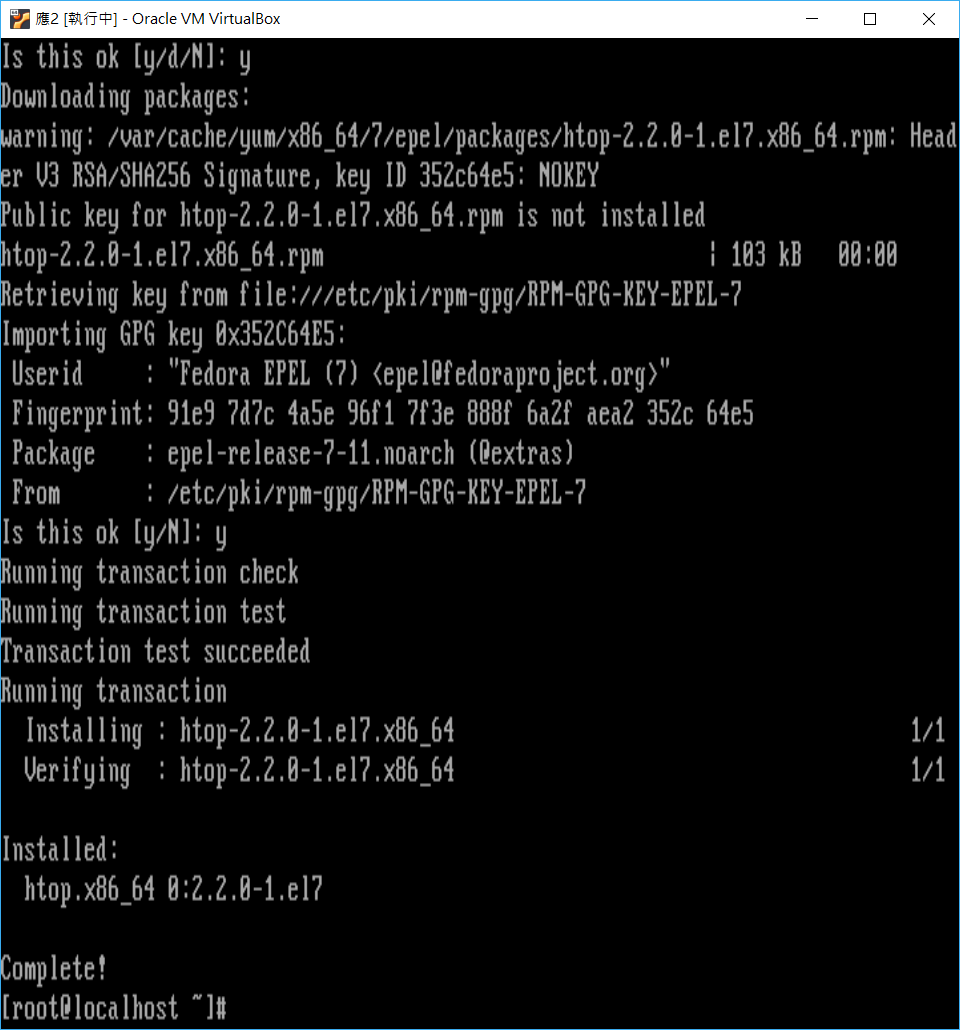 應2 [執行中] - Oracle VM VirtualBox
Is this ok [y/d/N]: y
Downloading packages:
warning: /var/cache/yum/x86_64/7/epel/packages/htop-2.2.0-1.el7.x86_64.rpm: Head
er V3 RSA/SHA256 Signature, key ID 352c64e5: NOKEY
Public key for htop-2.2.0-1.el7.x86_64.rpm is not installed
htop-2.2.0-1.el7.x86_64.rpm | 103 kB 00:00
Retrieving key from file:///etc/pki/rpm-gpg/RPM-GPG-KEY-EPEL-7
Importing GPG key 0x352C64E5:
Userid : "Fedora EPEL (7) <epel@fedoraproject.org>"
Fingerprint: 91e9 7d7c 4a5e 96f1 7f3e 888f 6a2f aea2 352c 64e5
Package : epel-release-7-11.noarch (@extras)
From : /etc/pki/rpm-gpg/RPM-GPG-KEY-EPEL-7
Is this ok [y/N]: y
Running transaction check
Running transaction test
Transaction test succeeded
Running transaction
Installing : htop-2.2.0-1.el7.x86_64 1/1
Verifying : htop-2.2.0-1.el7.x86_64 1/1
Installed:
htop.x86_64 0:2.2.0-1.el7
Complete!
[root@localhost ~]#